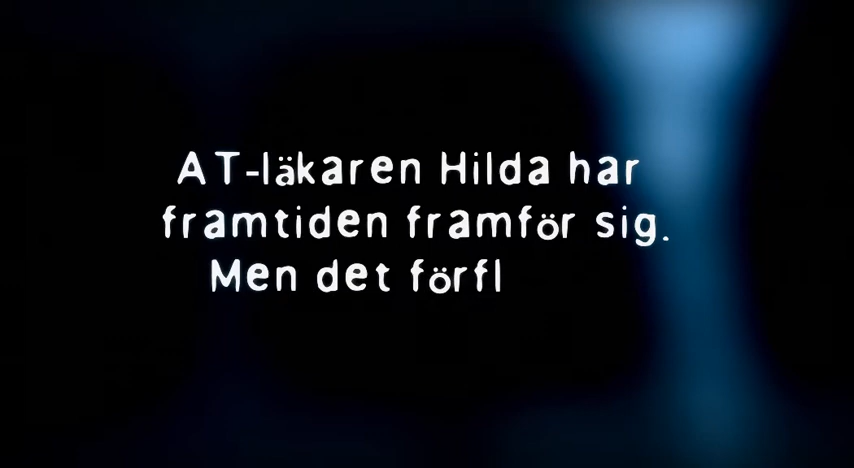 AT-läkaren Hilda har
framtiden framför sig.
Men det förfl